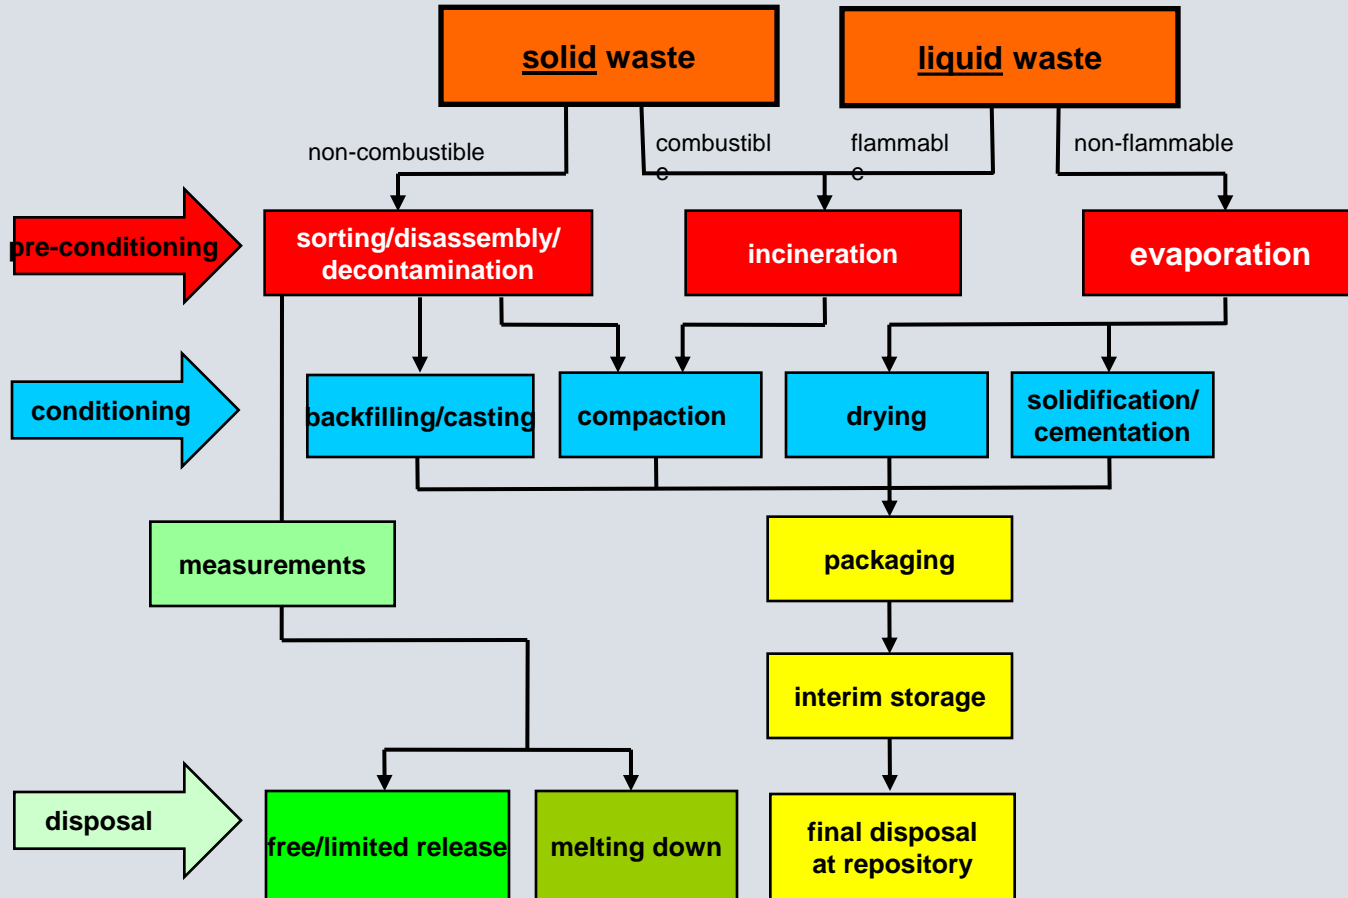 solid waste
liquid waste
non-combustible
combustibl
e
flammabl
e
non-flammable
pre-conditioning
sorting/disassembly/
decontamination
incineration
evaporation
conditioning
backfilling/casting
compaction
drying
solidification/
cementation
measurements
packaging
interim storage
disposal
free/limited release
melting down
final disposal
at repository